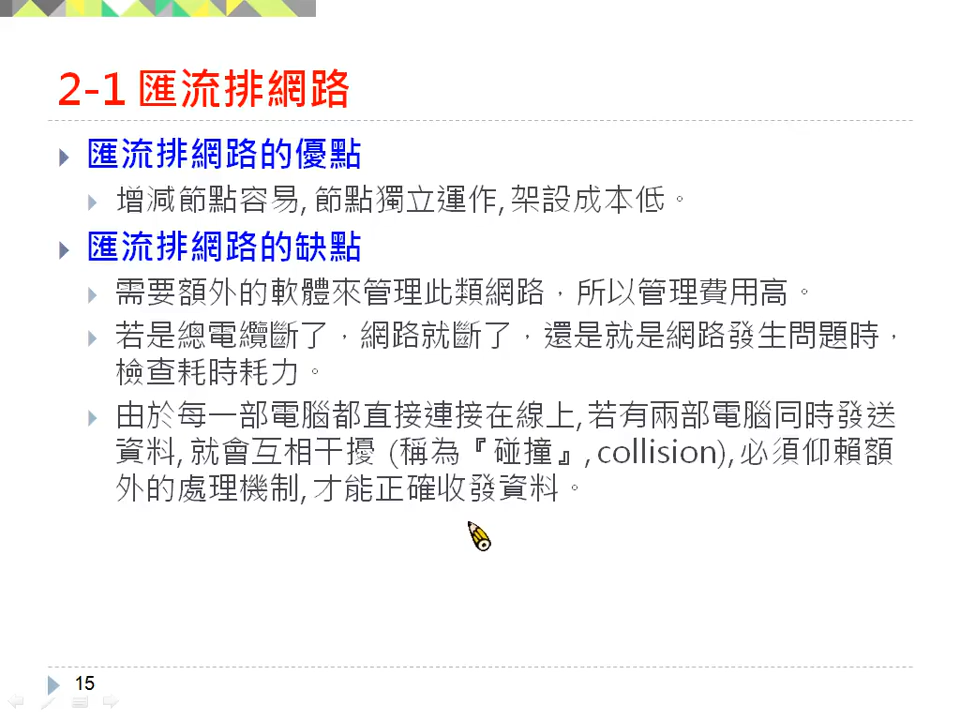 2-1 匯流排網路
匯流排網路的優點
增減節點容易, 節點獨立運作, 架設成本低。
匯流排網路的缺點
需要額外的軟體來管理此類網路，所以管理費用高。
若是總電纜斷了，網路就斷了，還是就是網路發生問題時，
檢查耗時耗力。
由於每一部電腦都直接連接在線上, 若有兩部電腦同時發送
資料, 就會互相干擾 (稱為『碰撞』, collision), 必須仰賴額
外的處理機制, 才能正確收發資料。
15